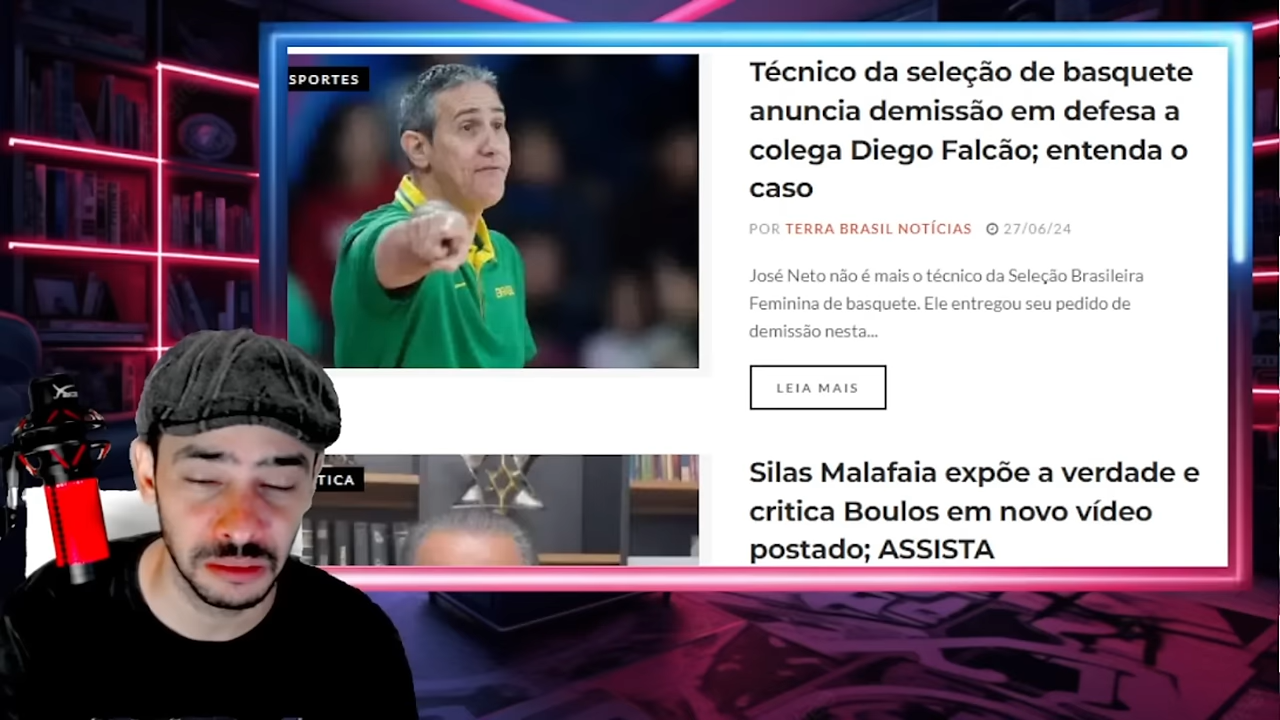 SPORTES
Técnico da seleção de basquete
anuncia demissão em defesa a
colega Diego Falcão; entenda o
caso
POR TERRA BRASIL NOTÍCIAS 27/06/24
José Neto não é mais o técnico da Seleção Brasileira
Feminina de basquete. Ele entregou seu pedido de
demissão nesta...
LEIA MAIS
TICA
Silas Malafaia expõe a verdade e
critica Boulos em novo vídeo
postado; ASSISTA